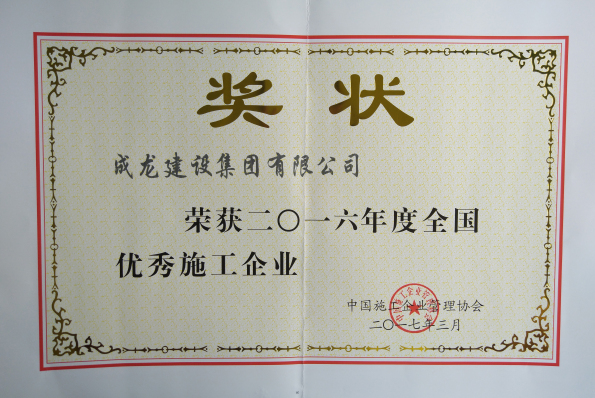 奖状
成龙建设集团有限公司
荣获二〇一六年度全国
优秀施工企业
中国施工企业管理协会
二〇一七年三月